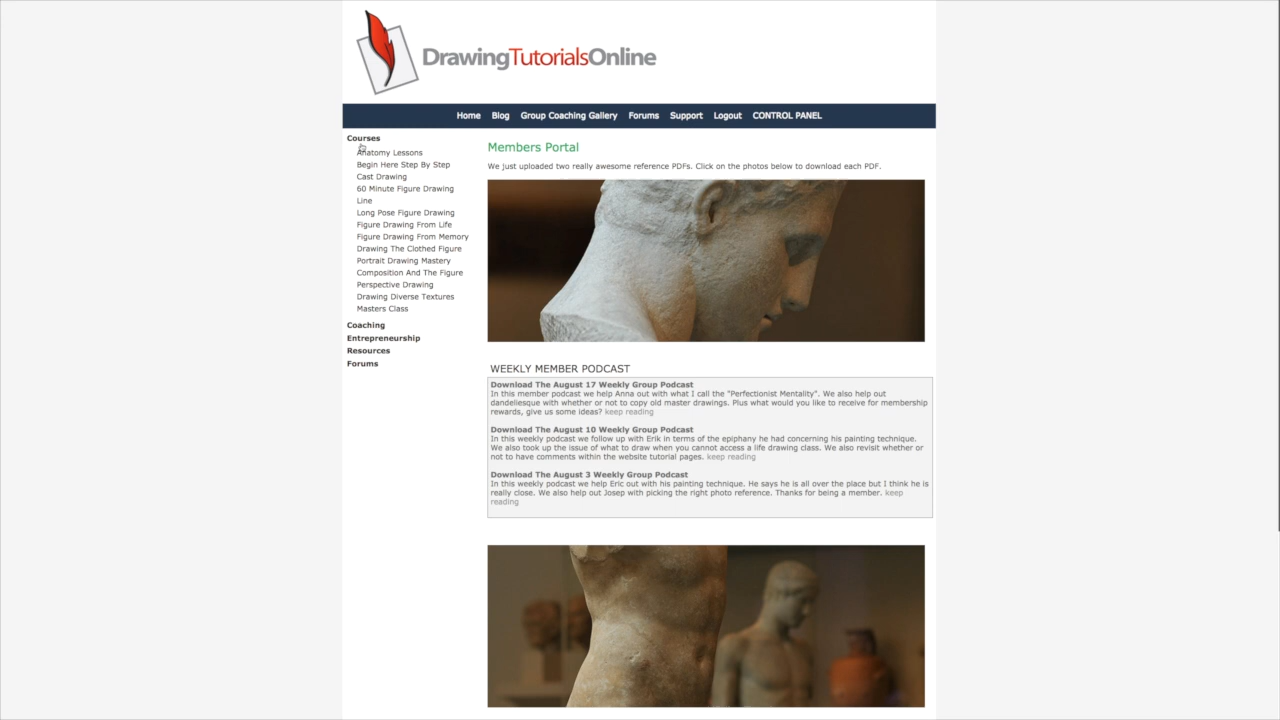 DrawingTutorialsOnline
Home Blog Group Coaching Gallery Forums Support Logout CONTROL PANEL
Courses
Anatomy Lessons
Begin Here Step By Step
Cast Drawing
60 Minute Figure Drawing
Line
Long Pose Figure Drawing
Figure Drawing From Life
Figure Drawing From Memory
Drawing The Clothed Figure
Portrait Drawing Mastery
Composition And The Figure
Perspective Drawing
Drawing Diverse Textures
Masters Class
Coaching
Entrepreneurship
Resources
Forums
Members Portal
We just uploaded two really awesome reference PDFs. Click on the photos below to download each PDF.
WEEKLY MEMBER PODCAST
Download The August 17 Weekly Group Podcast
In this member podcast we help Anna out with what I call the "Perfectionist Mentality". We also help out
dandeliesque with whether or not to copy old master drawings. Plus what would you like to receive for membership
rewards, give us some ideas? keep reading
Download The August 10 Weekly Group Podcast
In this weekly podcast we follow up with Erik in terms of the epiphany he had concerning his painting technique.
We also took up the issue of what to draw when you cannot access a life drawing class. We also revisit whether or
not to have comments within the website tutorial pages. keep reading
Download The August 3 Weekly Group Podcast
In this weekly podcast we help Eric out with his painting technique. He says he is all over the place but I think he is
really close. We also help out Josep with picking the right photo reference. Thanks for being a member. keep
reading